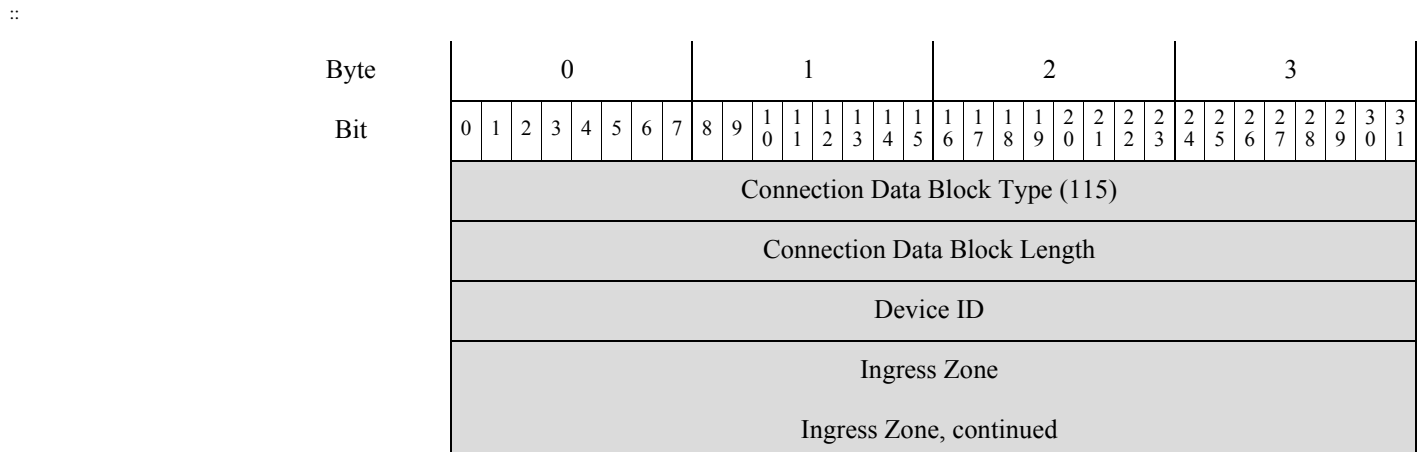 ::
Byte 0 1 2 3
Bit 0 1 2 3 4 5 6 7 8 9 10 11 12 13 14 15 16 17 18 19 20 21 22 23 24 25 26 27 28 29 30 31
Connection Data Block Type (115)
Connection Data Block Length
Device ID
Ingress Zone
Ingress Zone, continued